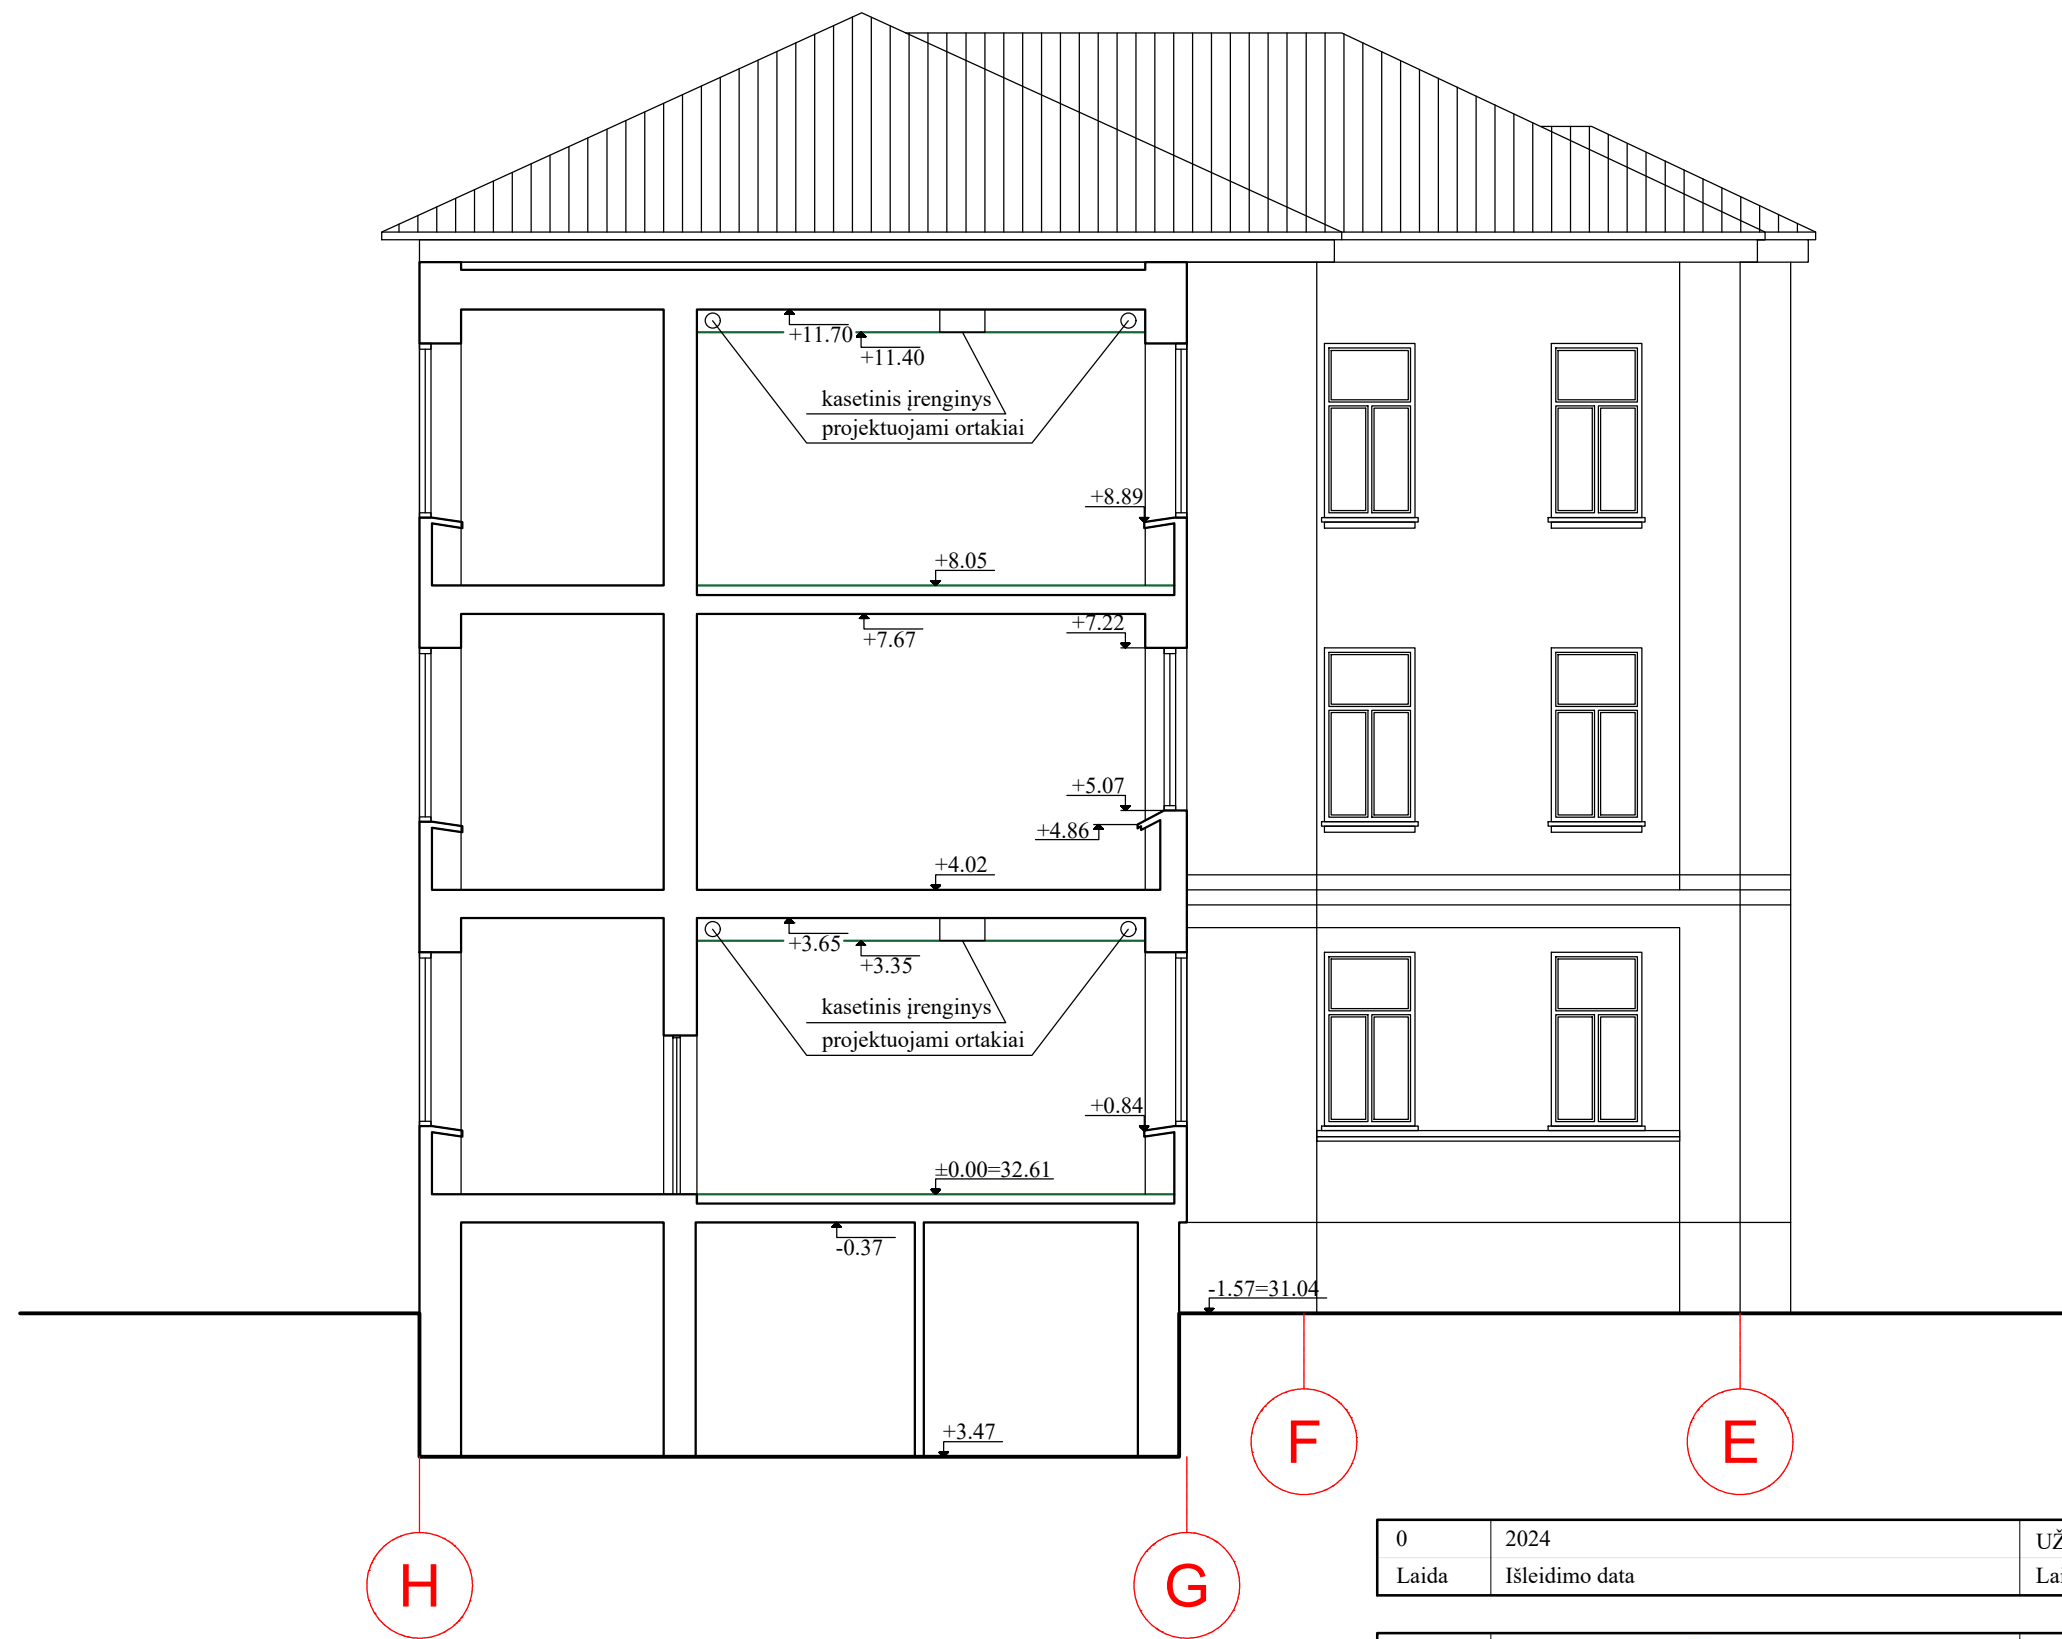 +11.70
+11.40
kasetinis įrenginys
projektuojami ortakiai
+8.89
+8.05
+7.22
+7.67
+5.07
+4.86
+4.02
+3.65
+3.35
kasetinis įrenginys
projektuojami ortakiai
+0.84
±0.00=32.61
-0.37
-1.57=31.04
+3.47
F
E
H
G
0 2024 UŽ
Laida Išleidimo data Lai